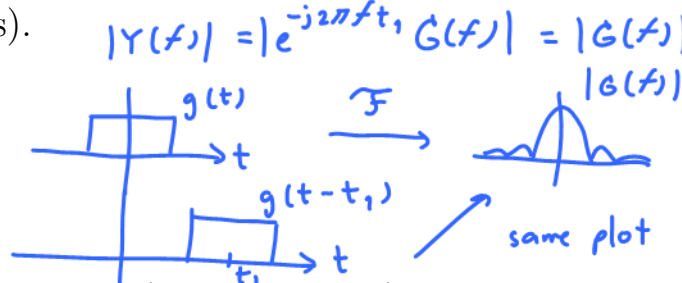 s).
|Y(f)| = |e^{-j2πft₁} G(f)| = |G(f)|
|G(f)|
g(t)
ℱ
t
g(t-t₁)
t
t₁
same plot